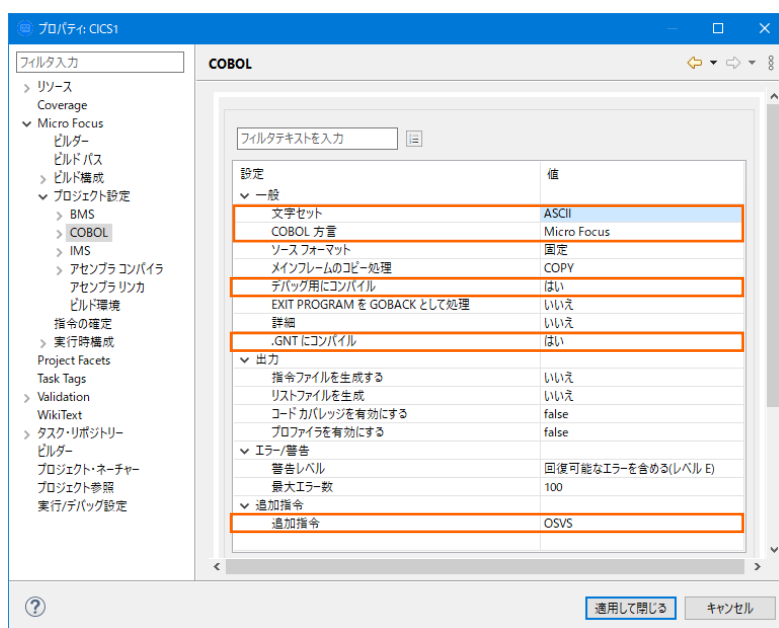 プロパティ: CICS1
フィルタ入力
リソース
Coverage
Micro Focus
ビルダー
ビルド パス
ビルド構成
プロジェクト設定
BMS
COBOL
IMS
アセンブラ コンパイラ
アセンブラ リンカ
ビルド環境
指令の確定
実行時構成
Project Facets
Task Tags
Validation
WikiText
タスク・リポジトリー
ビルダー
プロジェクト・ネーチャー
プロジェクト参照
実行/デバッグ設定
COBOL
フィルタテキストを入力
設定 値
一般
文字セット ASCII
COBOL 方言 Micro Focus
ソース フォーマット 固定
メインフレームのコピー処理 COPY
デバッグ用にコンパイル はい
EXIT PROGRAM を GOBACK として処理 いいえ
詳細 いいえ
.GNT にコンパイル はい
出力
指令ファイルを生成する いいえ
リストファイルを生成 いいえ
コード カバレッジを有効にする false
プロファイラを有効にする false
エラー/警告
警告レベル 回復可能なエラーを含める(レベル E)
最大エラー数 100
追加指令
追加指令 OSVS
適用して閉じる
キャンセル